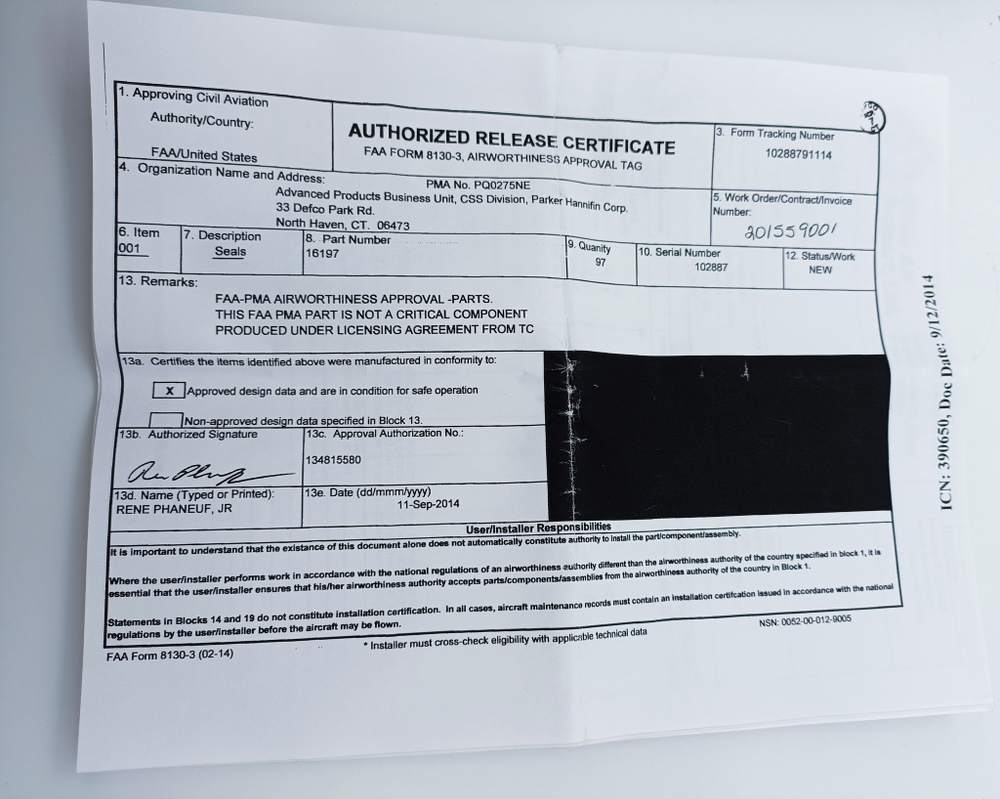 1. Approving Civil Aviation
Authority/Country:
FAA/United States
AUTHORIZED RELEASE CERTIFICATE
FAA FORM 8130-3, AIRWORTHINESS APPROVAL TAG
3. Form Tracking Number
10288791114
4. Organization Name and Address:
PMA No. PQ0275NE
Advanced Products Business Unit, CSS Division, Parker Hannifin Corp.
33 Defco Park Rd.
North Haven, CT. 06473
5. Work Order/Contract/Invoice
Number:
201559001
6. Item
001
7. Description
Seals
8. Part Number
16197
9. Quanity
97
10. Serial Number
102887
12. Status/Work
NEW
13. Remarks:
FAA-PMA AIRWORTHINESS APPROVAL -PARTS.
THIS FAA PMA PART IS NOT A CRITICAL COMPONENT
PRODUCED UNDER LICENSING AGREEMENT FROM TC
13a. Certifies the items identified above were manufactured in conformity to:
X Approved design data and are in condition for safe operation
Non-approved design data specified in Block 13.
13b. Authorized Signature
13c. Approval Authorization No.:
134815580
13d. Name (Typed or Printed):
RENE PHANEUF, JR
13e. Date (dd/mmm/yyyy)
11-Sep-2014
User/Installer Responsibilities
It is important to understand that the existance of this document alone does not automatically constitute authority to install the part/component/assembly.
Where the user/installer performs work in accordance with the national regulations of an airworthiness authority different than the airworthiness authority of the country specified in block 1, it is
essential that the user/installer ensures that his/her airworthiness authority accepts parts/components/assemblies from the airworthiness authority of the country in Block 1.
Statements in Blocks 14 and 19 do not constitute installation certification. In all cases, aircraft maintenance records must contain an installation certifcation issued in accordance with the national
regulations by the user/installer before the aircraft may be flown.
FAA Form 8130-3 (02-14)
* Installer must cross-check eligibility with applicable technical data
NSN: 0052-00-012-9005
ICN: 390650, Doc Date: 9/12/2014